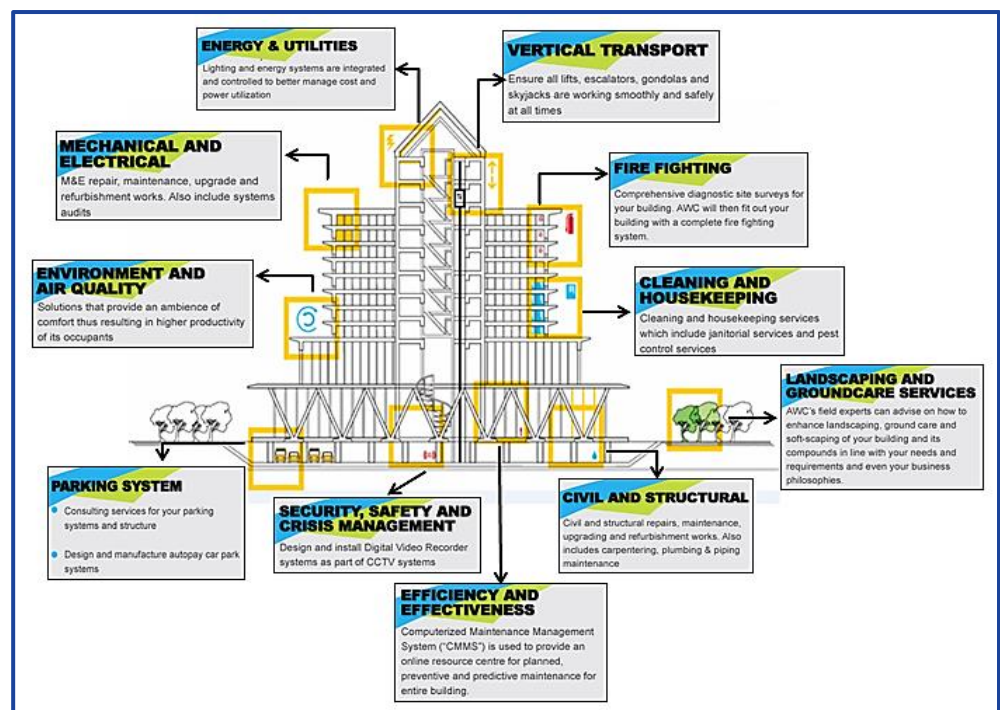 ENERGY & UTILITIES
Lighting and energy systems are integrated
and controlled to better manage cost and
power utilization
VERTICAL TRANSPORT
Ensure all lifts, escalators, gondolas and
skyjacks are working smoothly and safely
at all times
MECHANICAL AND
ELECTRICAL
M&E repair, maintenance, upgrade and
refurbishment works. Also include systems
audits
FIRE FIGHTING
Comprehensive diagnostic site surveys for
your building. AWC will then fit out your
building with a complete fire fighting
system.
ENVIRONMENT AND
AIR QUALITY
Solutions that provide an ambience of
comfort thus resulting in higher productivity
of its occupants
CLEANING AND
HOUSEKEEPING
Cleaning and housekeeping services
which include janitorial services and pest
control services
LANDSCAPING AND
GROUNDCARE SERVICES
AWC's field experts can advise on how to
enhance landscaping, ground care and
soft-scaping of your building and its
compounds in line with your needs and
requirements and even your business
philosophies.
PARKING SYSTEM
Consulting services for your parking
systems and structure
Design and manufacture autopay car park
systems
SECURITY, SAFETY AND
CRISIS MANAGEMENT
Design and install Digital Video Recorder
systems as part of CCTV systems
CIVIL AND STRUCTURAL
Civil and structural repairs, maintenance,
upgrading and refurbishment works. Also
includes carpentering, plumbing & piping
maintenance
EFFICIENCY AND
EFFECTIVENESS
Computerized Maintenance Management
System ("CMMS") is used to provide an
online resource centre for planned,
preventive and predictive maintenance for
entire building.